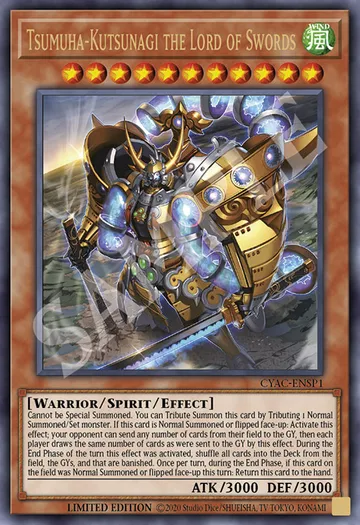 TSUMUHA-KUTSUNAGI THE LORD OF SWORDS
WIND
風
SAMPLE
CYAC-ENSP1
[WARRIOR/SPIRIT/EFFECT]
Cannot be Special Summoned. You can Tribute Summon this card by Tributing 1 Normal
Summoned/Set monster. If this card is Normal Summoned or flipped face-up: Activate this
effect; your opponent can send any number of cards from their field to the GY, then each
player draws the same number of cards as were sent to the GY by this effect. During the
End Phase of the turn this effect was activated, shuffle all cards into the Deck from the
field, the GYs, and that are banished. Once per turn, during the End Phase, if this card on
the field was Normal Summoned or flipped face-up this turn: Return this card to the hand.
ATK/3000 DEF/3000
LIMITED EDITION ©2020 Studio Dice/SHUEISHA, TV TOKYO, KONAMI